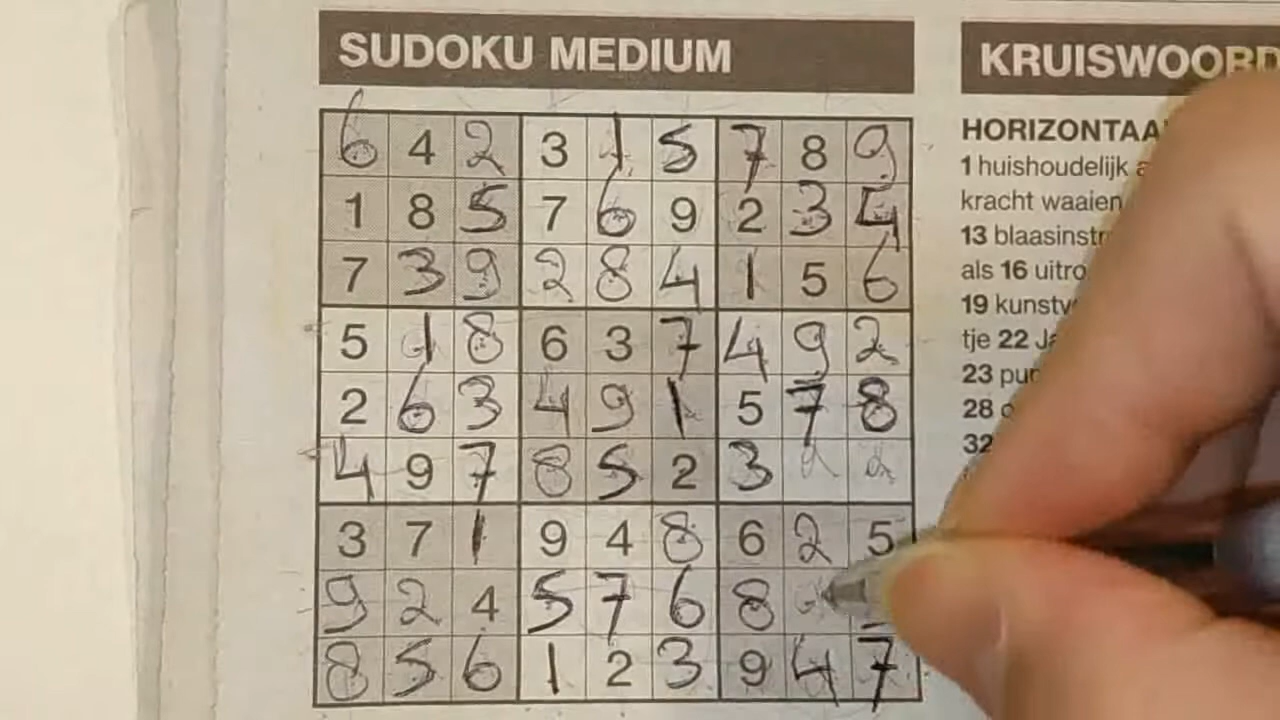 SUDOKU MEDIUM
KRUISWOORD
6 4 2 3 1 5 7 8 9
1 8 5 7 6 9 2 3 4
7 3 9 2 8 4 1 5 6
5 1 8 6 3 7 4 9 2
2 6 3 4 9 1 5 7 8
4 9 7 8 5 2 3
3 7 1 9 4 8 6 2 5
9 2 4 5 7 6 8
8 5 6 1 2 3 9 4 7
HORIZONTAA
1 huishoudelijk
kracht waaien
13 blaasinstr
als 16 uitro
19 kunstv
tje 22
23 pu
28
32